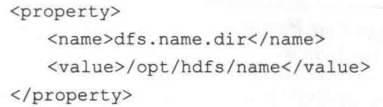 <property>
    <name>dfs.name.dir</name>
    <value>/opt/hdfs/name</value>
</property>